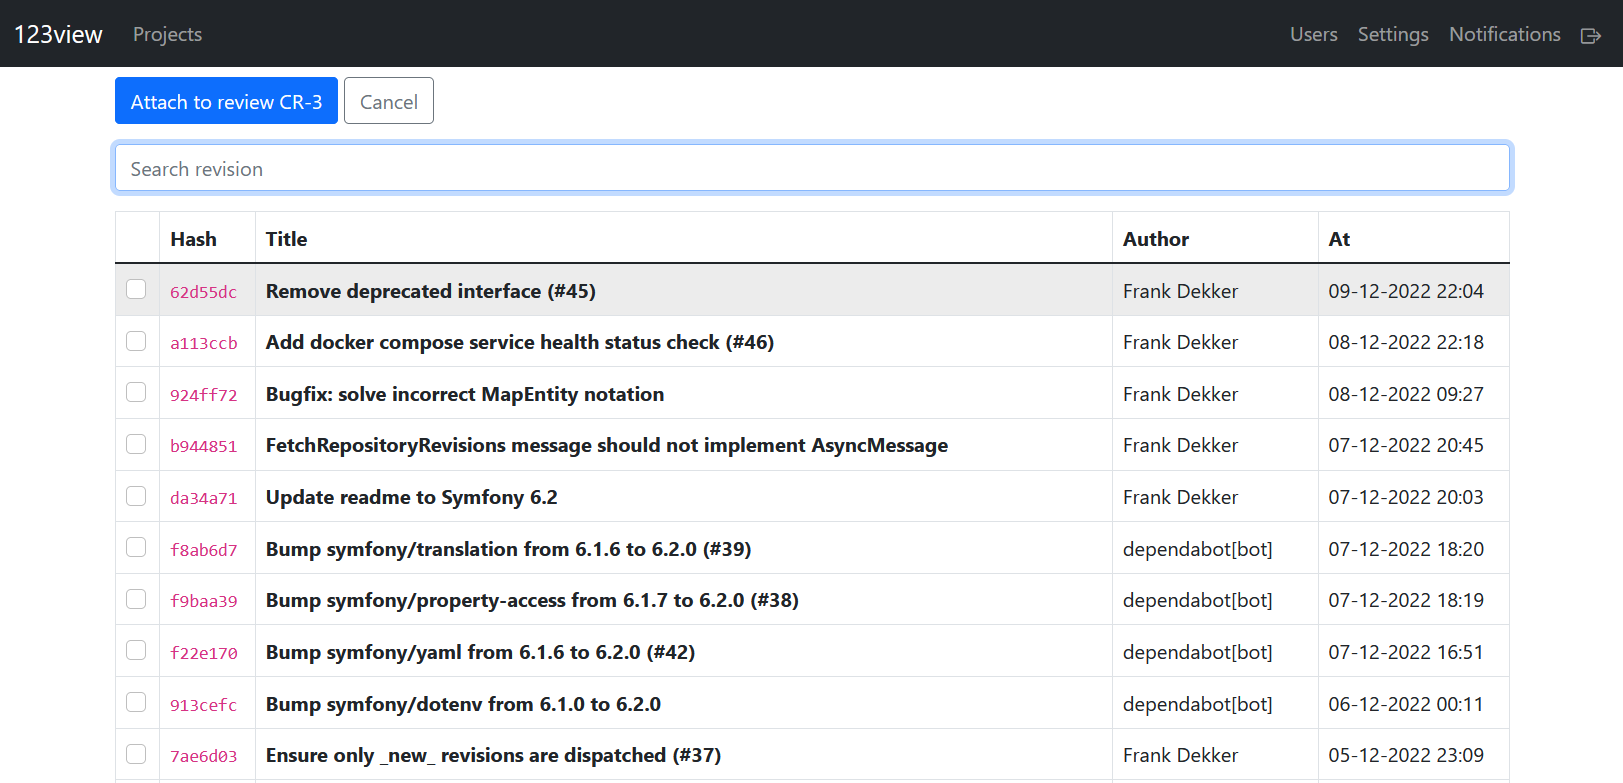 123view Projects Users Settings Notifications
Attach to review CR-3 Cancel
Search revision
Hash Title Author At
62d55dc Remove deprecated interface (#45) Frank Dekker 09-12-2022 22:04
a113ccb Add docker compose service health status check (#46) Frank Dekker 08-12-2022 22:18
924ff72 Bugfix: solve incorrect MapEntity notation Frank Dekker 08-12-2022 09:27
b944851 FetchRepositoryRevisions message should not implement AsyncMessage Frank Dekker 07-12-2022 20:45
da34a71 Update readme to Symfony 6.2 Frank Dekker 07-12-2022 20:03
f8ab6d7 Bump symfony/translation from 6.1.6 to 6.2.0 (#39) dependabot[bot] 07-12-2022 18:20
f9baa39 Bump symfony/property-access from 6.1.7 to 6.2.0 (#38) dependabot[bot] 07-12-2022 18:19
f22e170 Bump symfony/yaml from 6.1.6 to 6.2.0 (#42) dependabot[bot] 07-12-2022 16:51
913cefc Bump symfony/dotenv from 6.1.0 to 6.2.0 dependabot[bot] 06-12-2022 00:11
7ae6d03 Ensure only _new_ revisions are dispatched (#37) Frank Dekker 05-12-2022 23:09